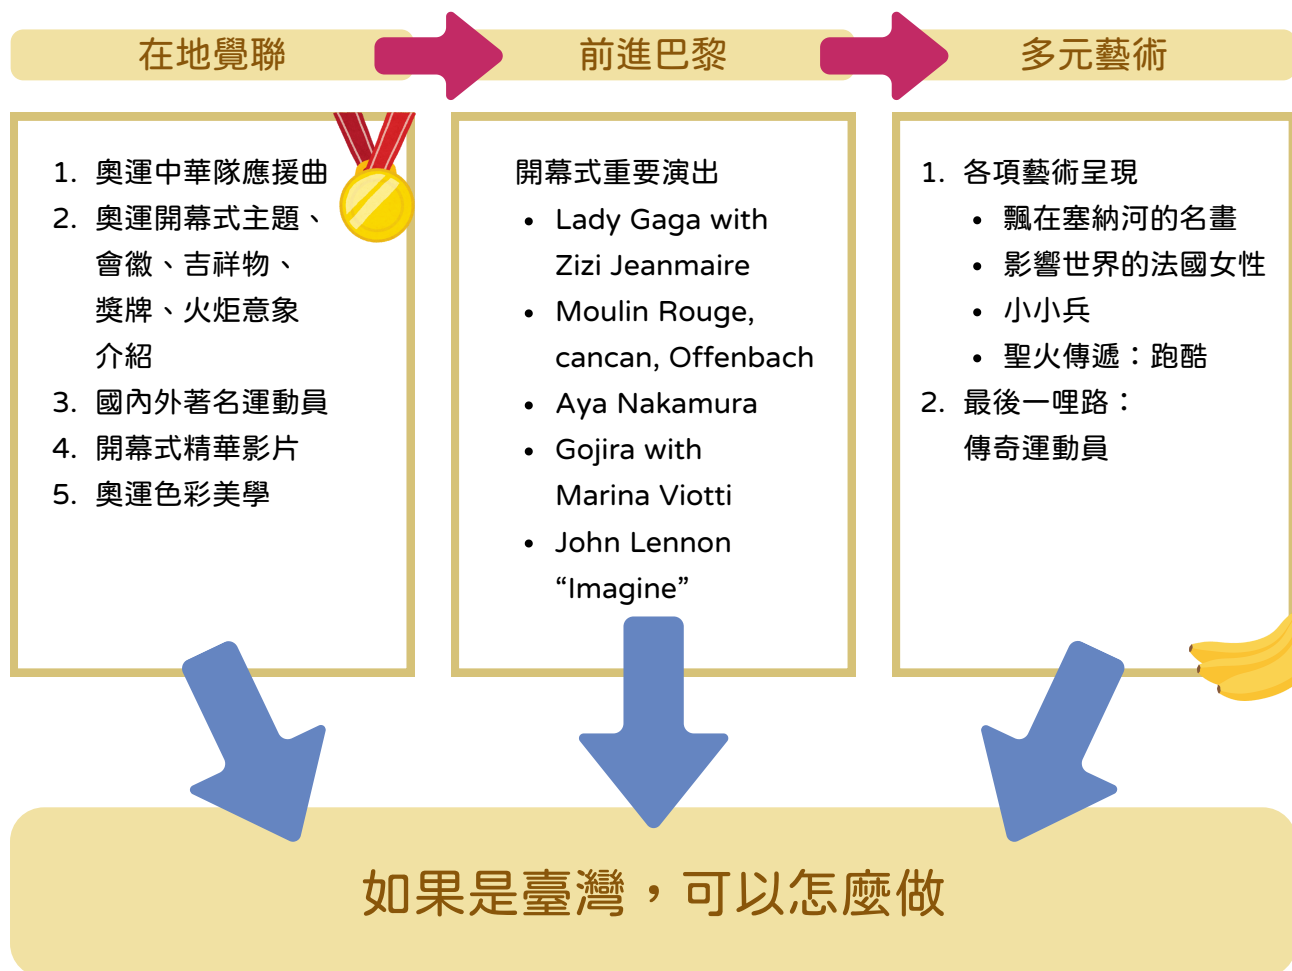 在地覺聯
前進巴黎
多元藝術
1. 奧運中華隊應援曲
2. 奧運開幕式主題、
會徽、吉祥物、
獎牌、火炬意象
介紹
3. 國內外著名運動員
4. 開幕式精華影片
5. 奧運色彩美學
開幕式重要演出
• Lady Gaga with
Zizi Jeanmaire
• Moulin Rouge,
cancan, Offenbach
• Aya Nakamura
• Gojira with
Marina Viotti
• John Lennon
“Imagine”
1. 各項藝術呈現
• 飄在塞納河的名畫
• 影響世界的法國女性
• 小小兵
• 聖火傳遞：跑酷
2. 最後一哩路：
傳奇運動員
如果是臺灣，可以怎麼做